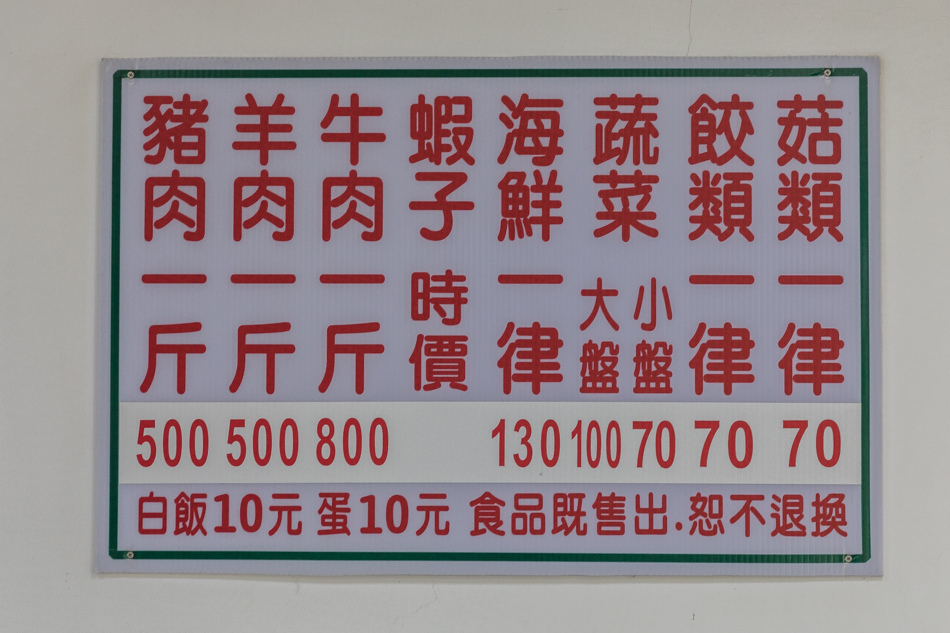 豬肉一斤 500
羊肉一斤 500
牛肉一斤 800
蝦子時價
海鮮一律 130
蔬菜 大盤 100 小盤 70
餃類一律 70
菇類一律 70
白飯10元 蛋10元 食品既售出.恕不退換